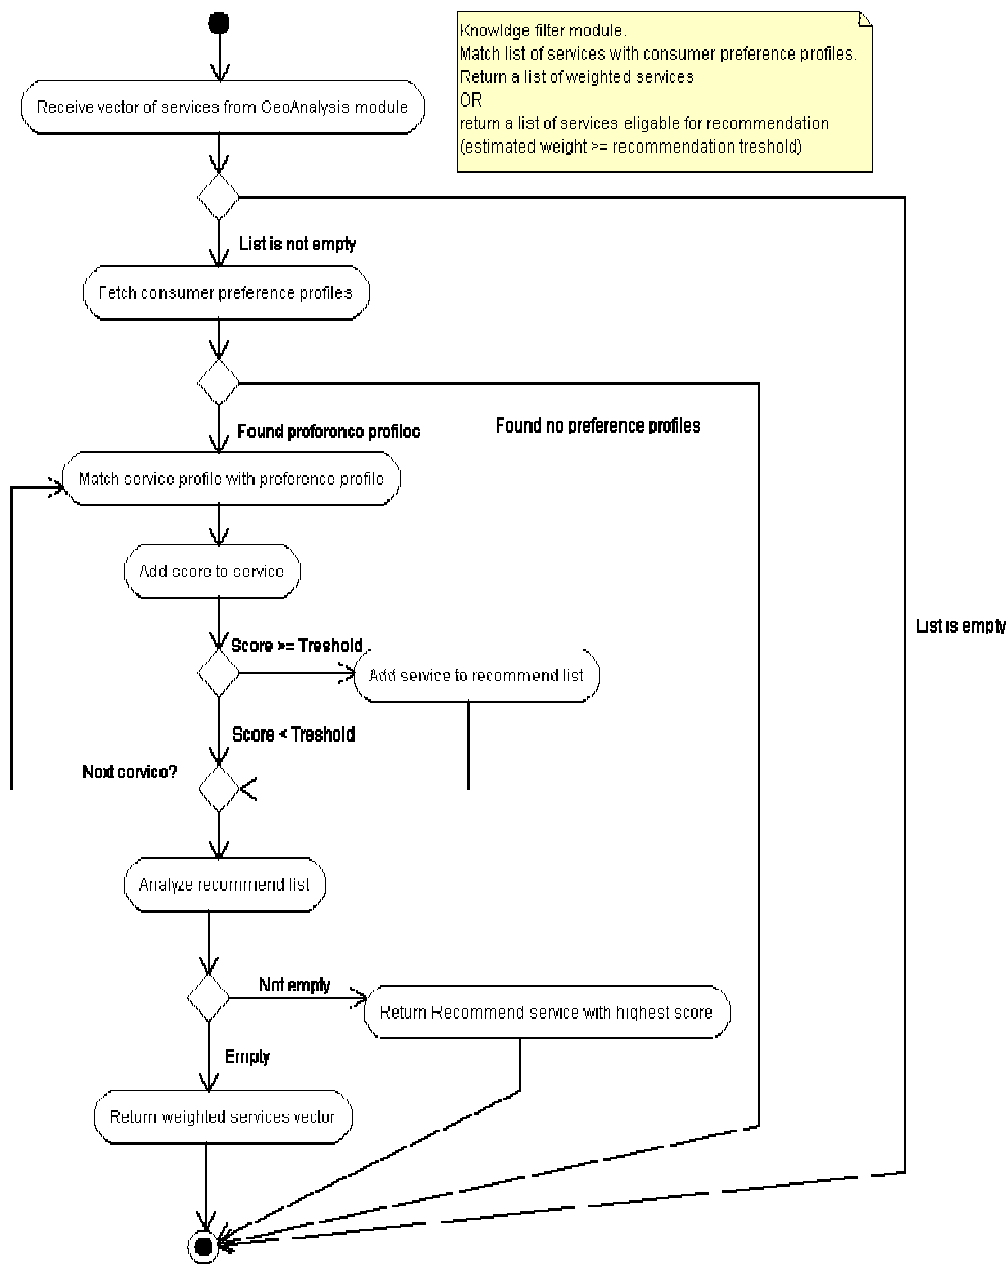 Knowldge filter module.
Match list of services with consumer preference profiles.
Return a list of weighted services
OR
return a list of services eligable for recommendation
(estimated weight >= recommendation treshold)
Receive vector of services from GeoAnalysis module
List is not empty
Fetch consumer preference profiles
Found preference profiles
Found no preference profiles
Match service profile with preference profile
Add score to service
List is empty
Score >= Treshold
Add service to recommend list
Score < Treshold
Next service?
Analyze recommend list
Not empty
Return Recommend service with highest score
Empty
Return weighted services vector